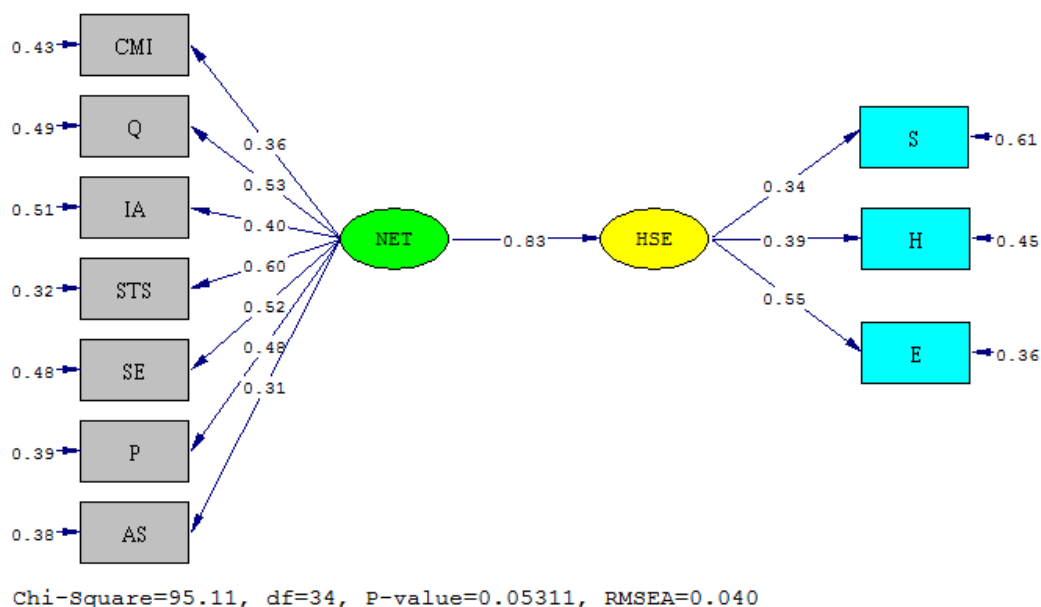 0.43 CMI
0.49 Q
0.51 IA
0.32 STS
0.48 SE
0.39 P
0.38 AS
0.36
0.53
0.40
0.60
0.52
0.48
0.31
NET
0.83
HSE
0.34
0.39
0.55
S 0.61
H 0.45
E 0.36
Chi-Square=95.11, df=34, P-value=0.05311, RMSEA=0.040